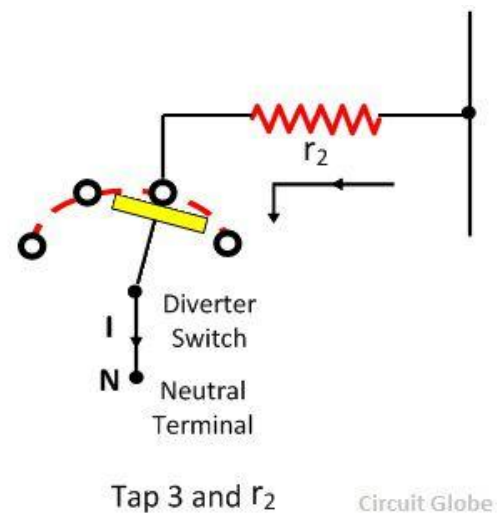 r₂
Diverter
Switch
I
N
Neutral
Terminal
Tap 3 and r₂
Circuit Globe